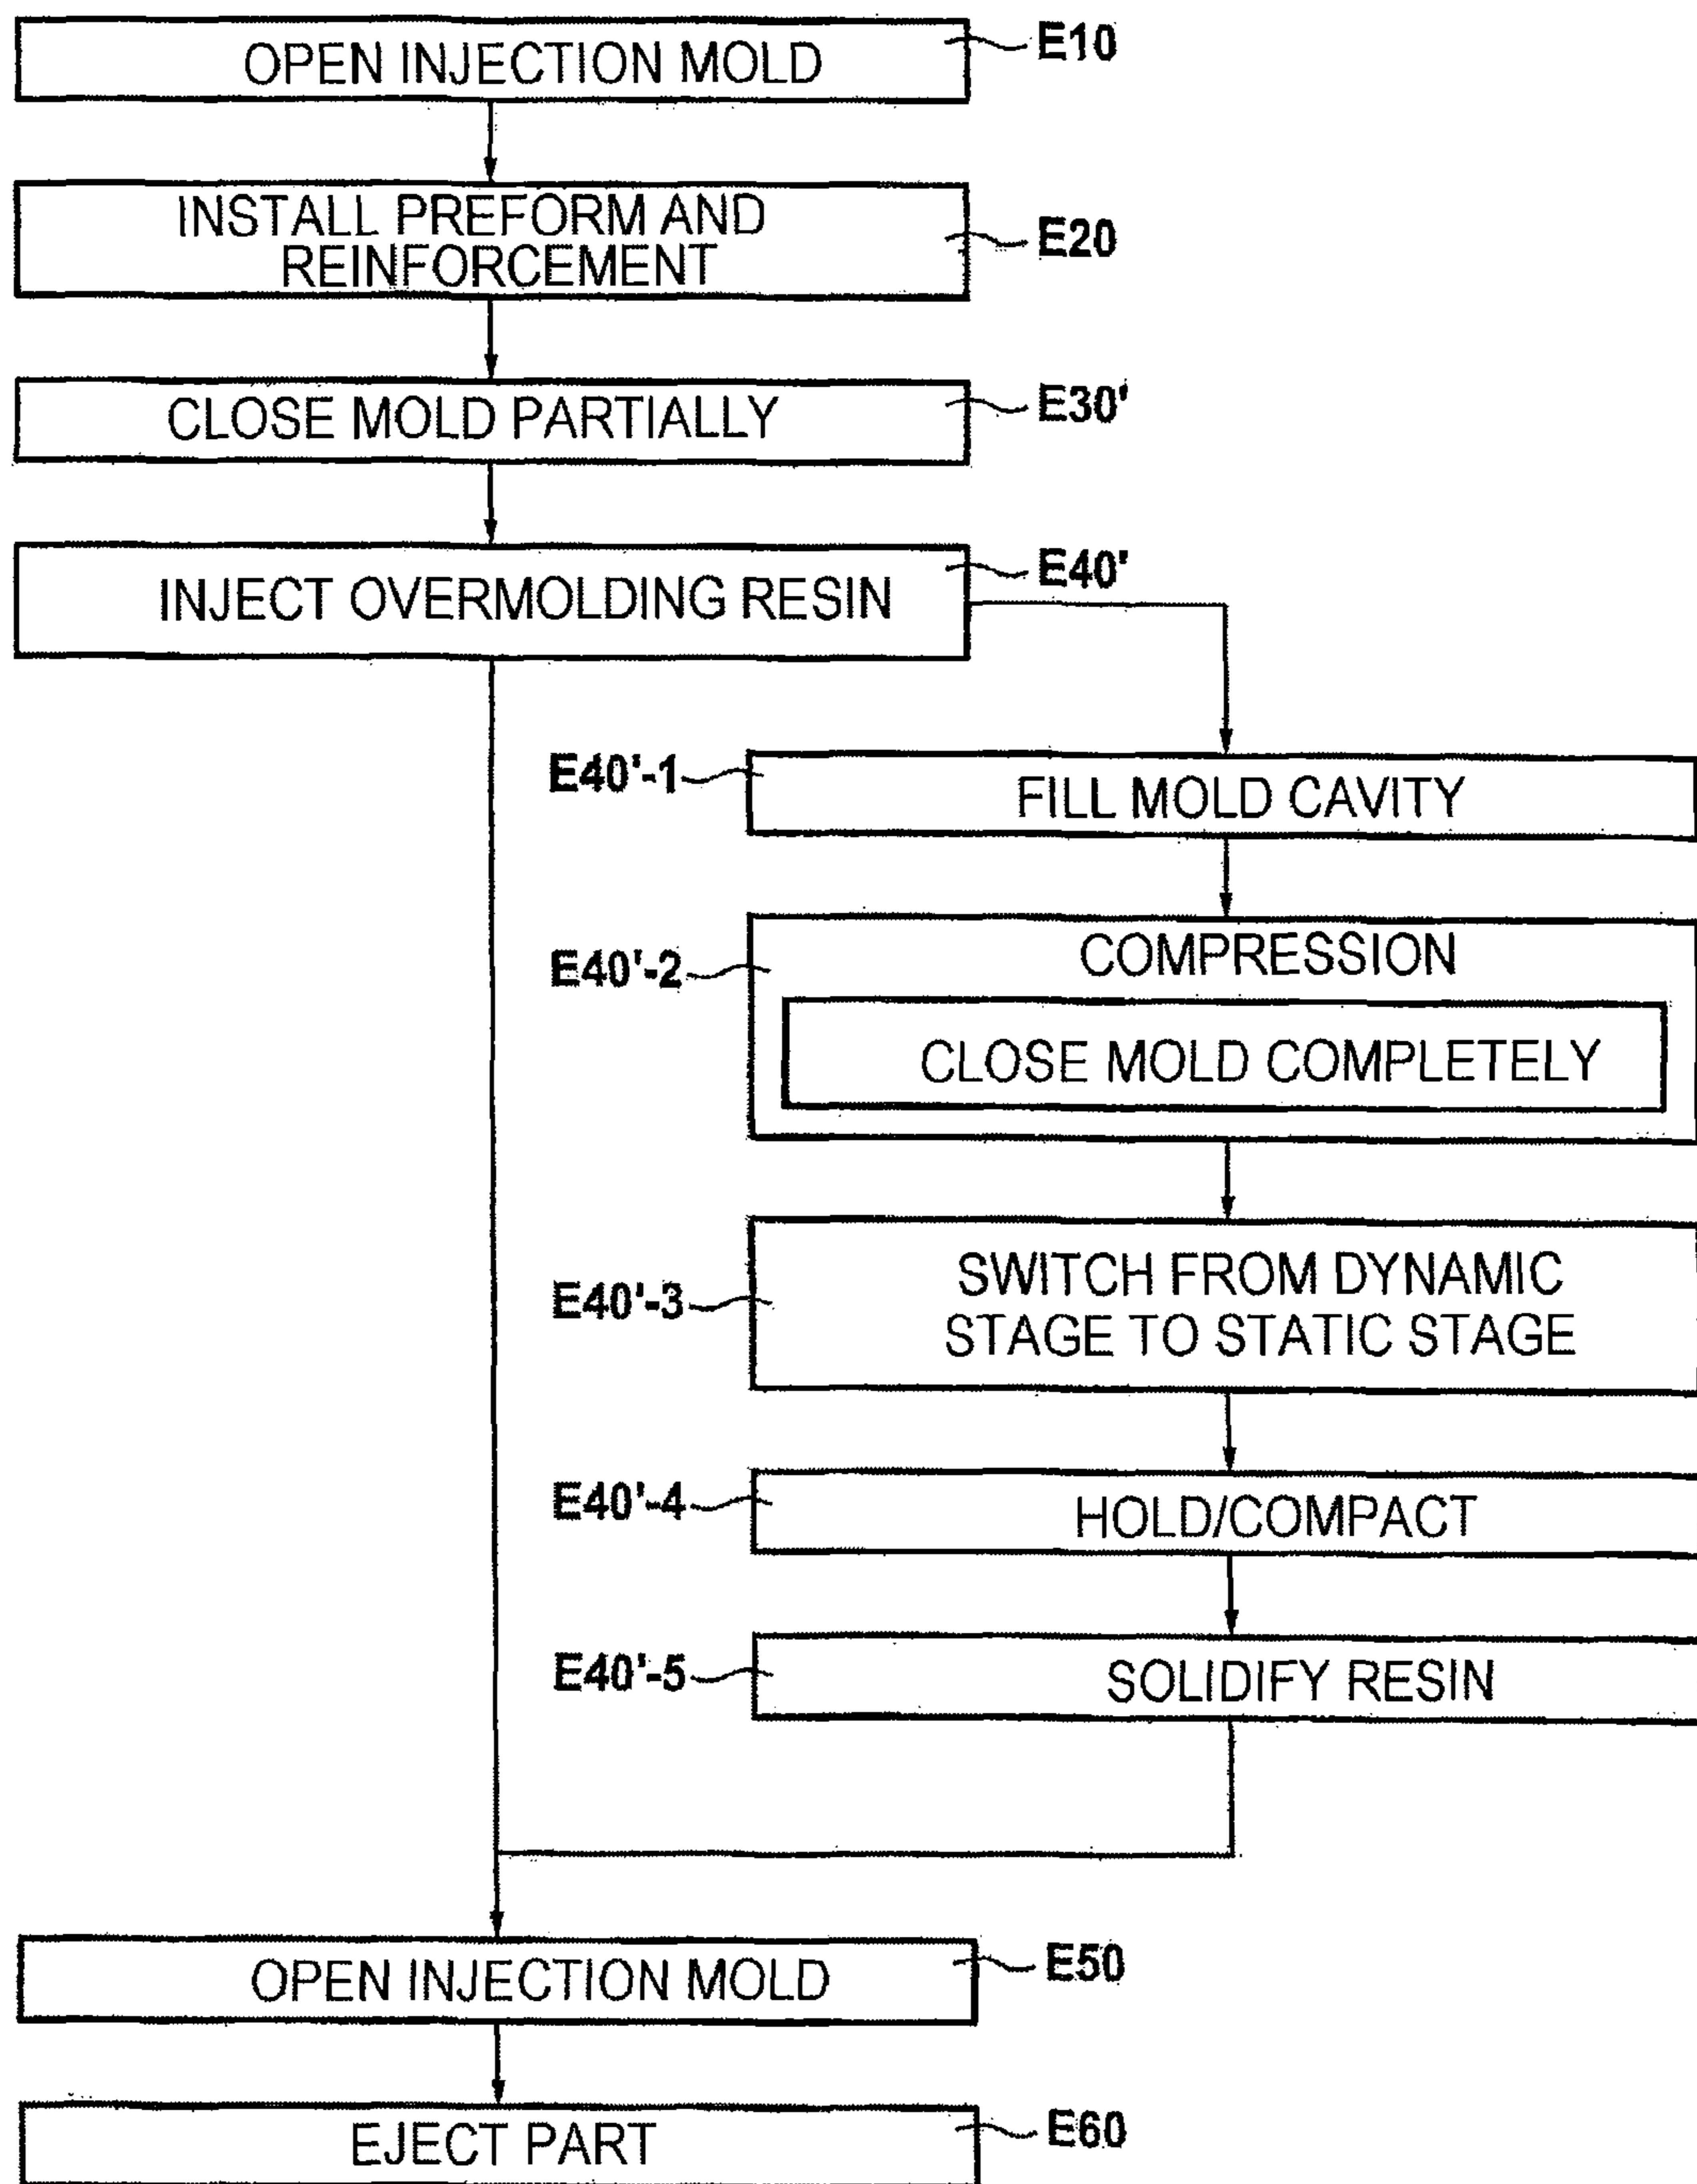 OPEN INJECTION MOLD
E10
INSTALL PREFORM AND
REINFORCEMENT
E20
CLOSE MOLD PARTIALLY
E30'
INJECT OVERMOLDING RESIN
E40'
E40'-1
FILL MOLD CAVITY
E40'-2
COMPRESSION
CLOSE MOLD COMPLETELY
E40'-3
SWITCH FROM DYNAMIC
STAGE TO STATIC STAGE
E40'-4
HOLD/COMPACT
E40'-5
SOLIDIFY RESIN
OPEN INJECTION MOLD
E50
EJECT PART
E60